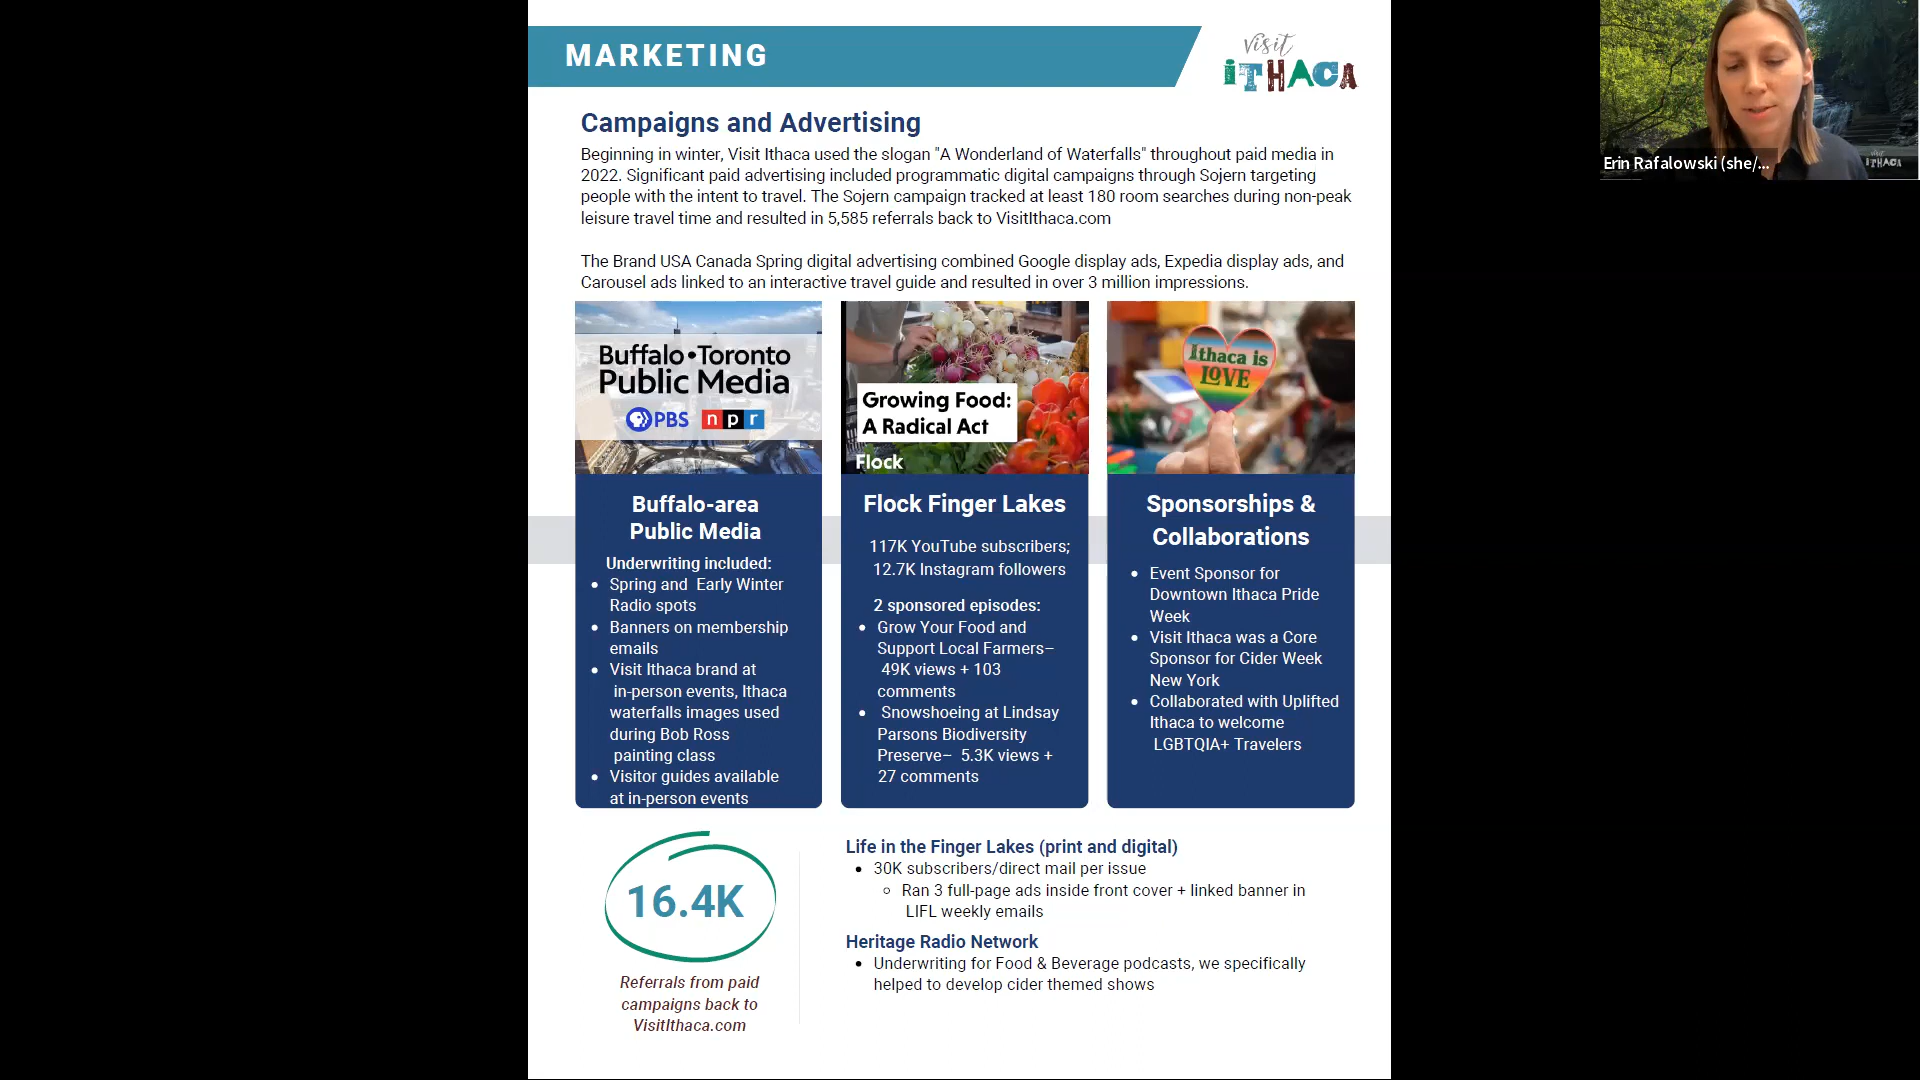 MARKETING
Visit
ITHACA
Campaigns and Advertising
Beginning in winter, Visit Ithaca used the slogan "A Wonderland of Waterfalls" throughout paid media in
2022. Significant paid advertising included programmatic digital campaigns through Sojern targeting
people with the intent to travel. The Sojern campaign tracked at least 180 room searches during non-peak
leisure travel time and resulted in 5,585 referrals back to VisitIthaca.com
The Brand USA Canada Spring digital advertising combined Google display ads, Expedia display ads, and
Carousel ads linked to an interactive travel guide and resulted in over 3 million impressions.
Buffalo•Toronto
Public Media
PBS npr
Buffalo-area
Public Media
Underwriting included:
• Spring and Early Winter
Radio spots
• Banners on membership
emails
• Visit Ithaca brand at
in-person events, Ithaca
waterfalls images used
during Bob Ross
painting class
• Visitor guides available
at in-person events
Growing Food:
A Radical Act
Flock
Flock Finger Lakes
117K YouTube subscribers;
12.7K Instagram followers
2 sponsored episodes:
• Grow Your Food and
Support Local Farmers–
49K views + 103
comments
• Snowshoeing at Lindsay
Parsons Biodiversity
Preserve– 5.3K views +
27 comments
Ithaca is
LOVE
Sponsorships &
Collaborations
• Event Sponsor for
Downtown Ithaca Pride
Week
• Visit Ithaca was a Core
Sponsor for Cider Week
New York
• Collaborated with Uplifted
Ithaca to welcome
LGBTQIA+ Travelers
16.4K
Referrals from paid
campaigns back to
VisitIthaca.com
Life in the Finger Lakes (print and digital)
• 30K subscribers/direct mail per issue
○ Ran 3 full-page ads inside front cover + linked banner in
LIFL weekly emails
Heritage Radio Network
• Underwriting for Food & Beverage podcasts, we specifically
helped to develop cider themed shows
Erin Rafalowski (she/...
ITHACA